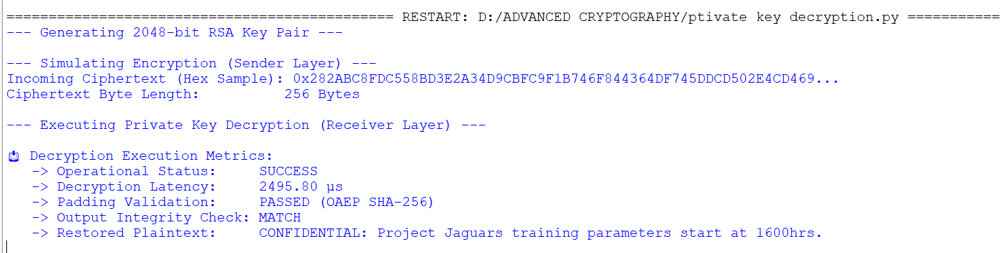 ============================================== RESTART: D:/ADVANCED CRYPTOGRAPHY/ptivate key decryption.py ===========
--- Generating 2048-bit RSA Key Pair ---
--- Simulating Encryption (Sender Layer) ---
Incoming Ciphertext (Hex Sample): 0x282ABC8FDC558BD3E2A34D9CBFC9F1B746F844364DF745DDCD502E4CD469...
Ciphertext Byte Length:          256 Bytes
--- Executing Private Key Decryption (Receiver Layer) ---
📥 Decryption Execution Metrics:
   -> Operational Status:     SUCCESS
   -> Decryption Latency:     2495.80 µs
   -> Padding Validation:     PASSED (OAEP SHA-256)
   -> Output Integrity Check: MATCH
   -> Restored Plaintext:     CONFIDENTIAL: Project Jaguars training parameters start at 1600hrs.